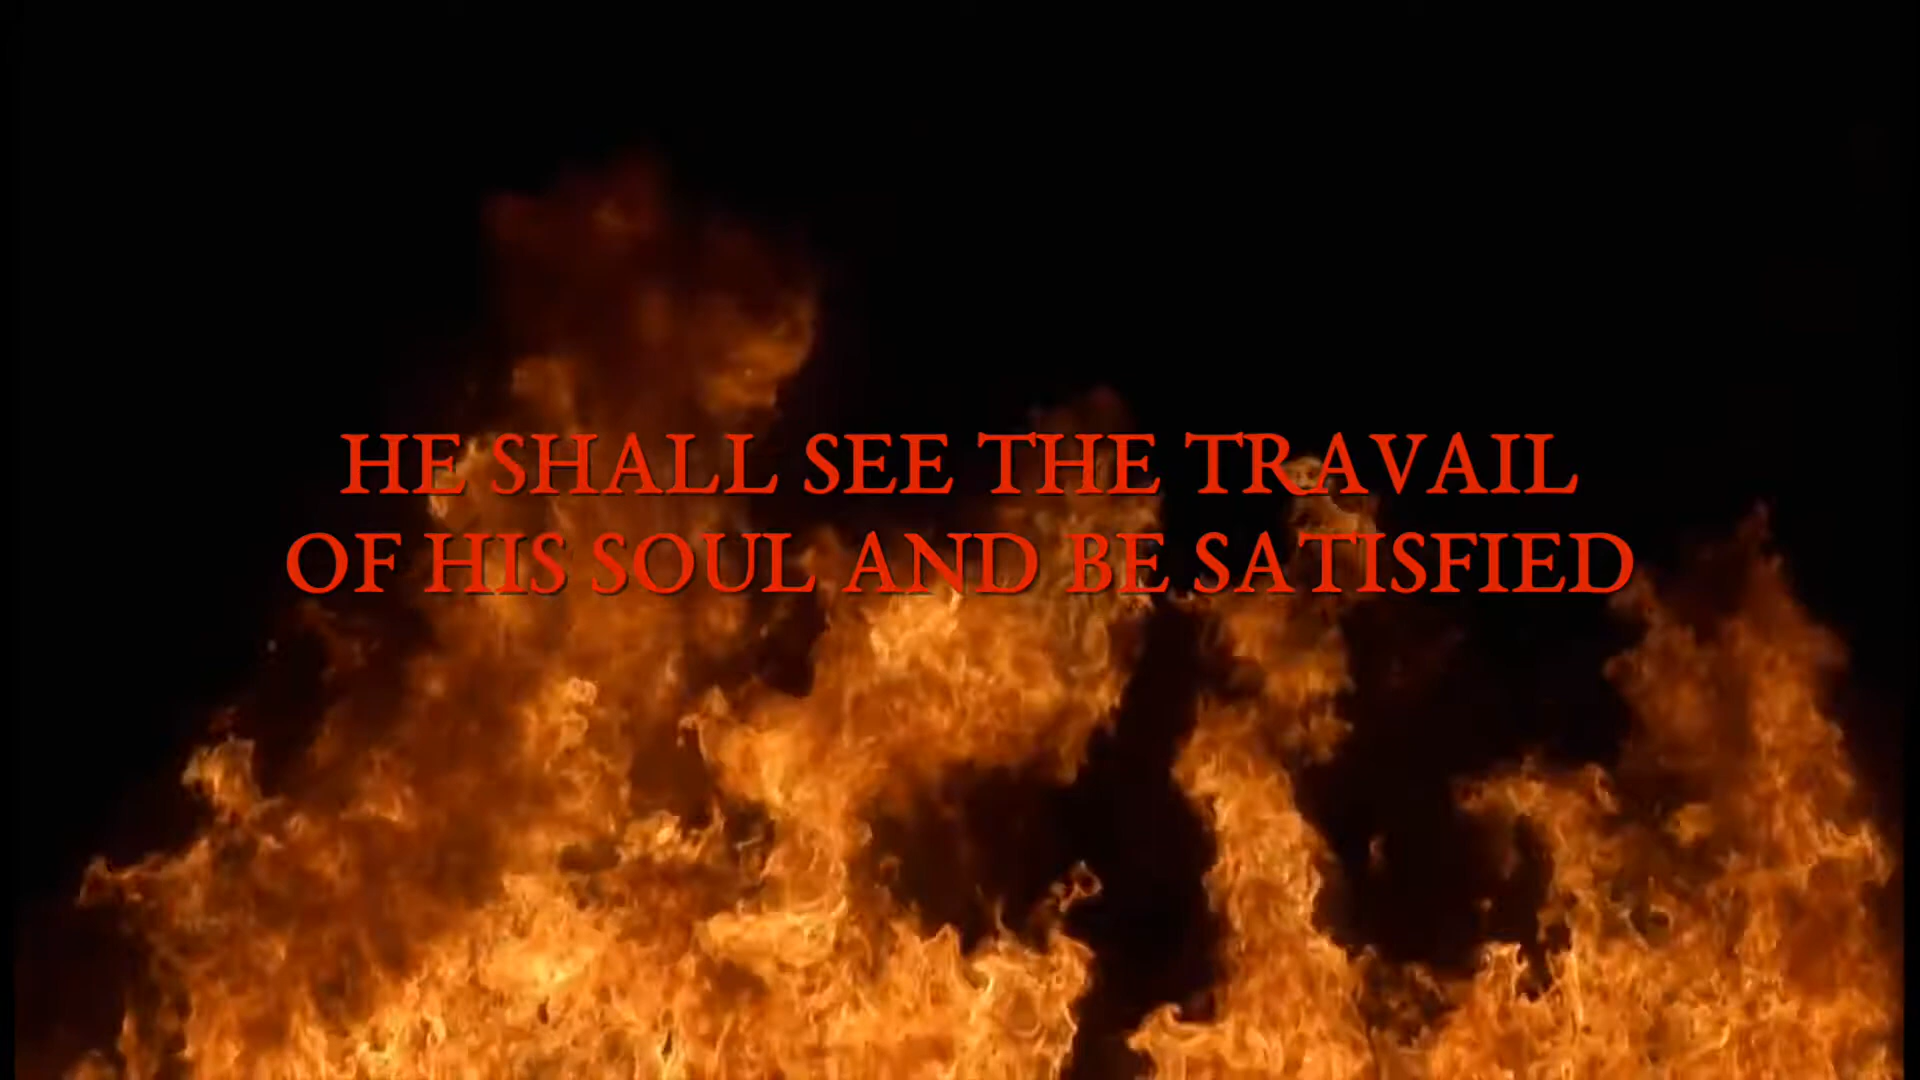 HE SHALL SEE THE TRAVAIL
OF HIS SOUL AND BE SATISFIED